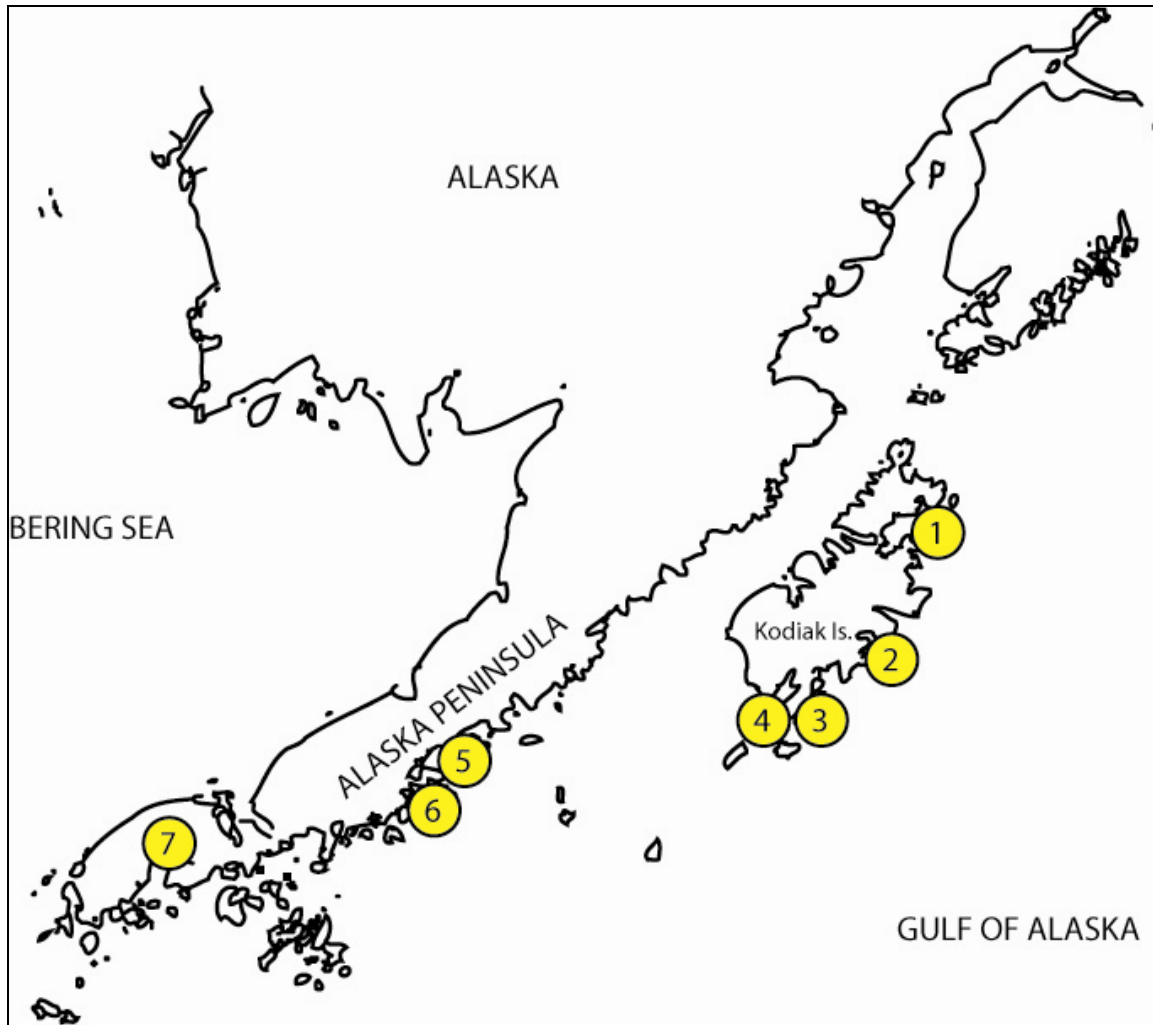 ALASKA
BERING SEA
1
Kodiak Is.
2
ALASKA PENINSULA
4
3
5
6
7
GULF OF ALASKA